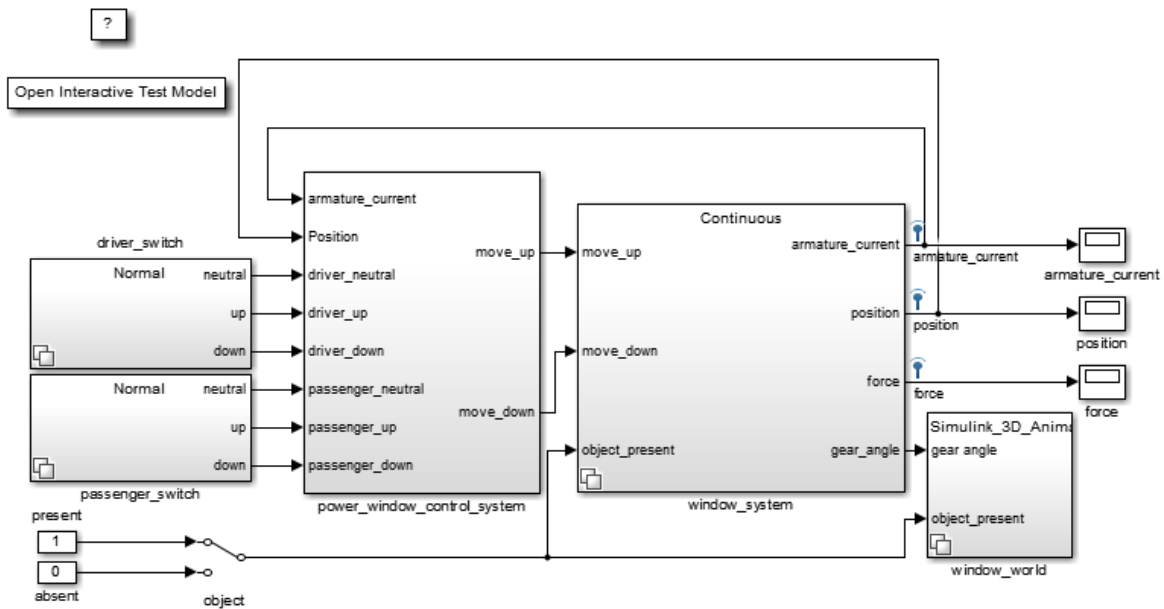 ?
Open Interactive Test Model
driver_switch
Normal
neutral
up
down
Normal
neutral
up
down
passenger_switch
armature_current
Position
driver_neutral
driver_up
driver_down
passenger_neutral
passenger_up
passenger_down
move_up
move_down
power_window_control_system
Continuous
move_up
move_down
object_present
armature_current
position
force
gear_angle
window_system
armature_current
position
force
armature_current
position
force
Simulink_3D_Anima
gear angle
object_present
window_world
present
1
0
absent
object